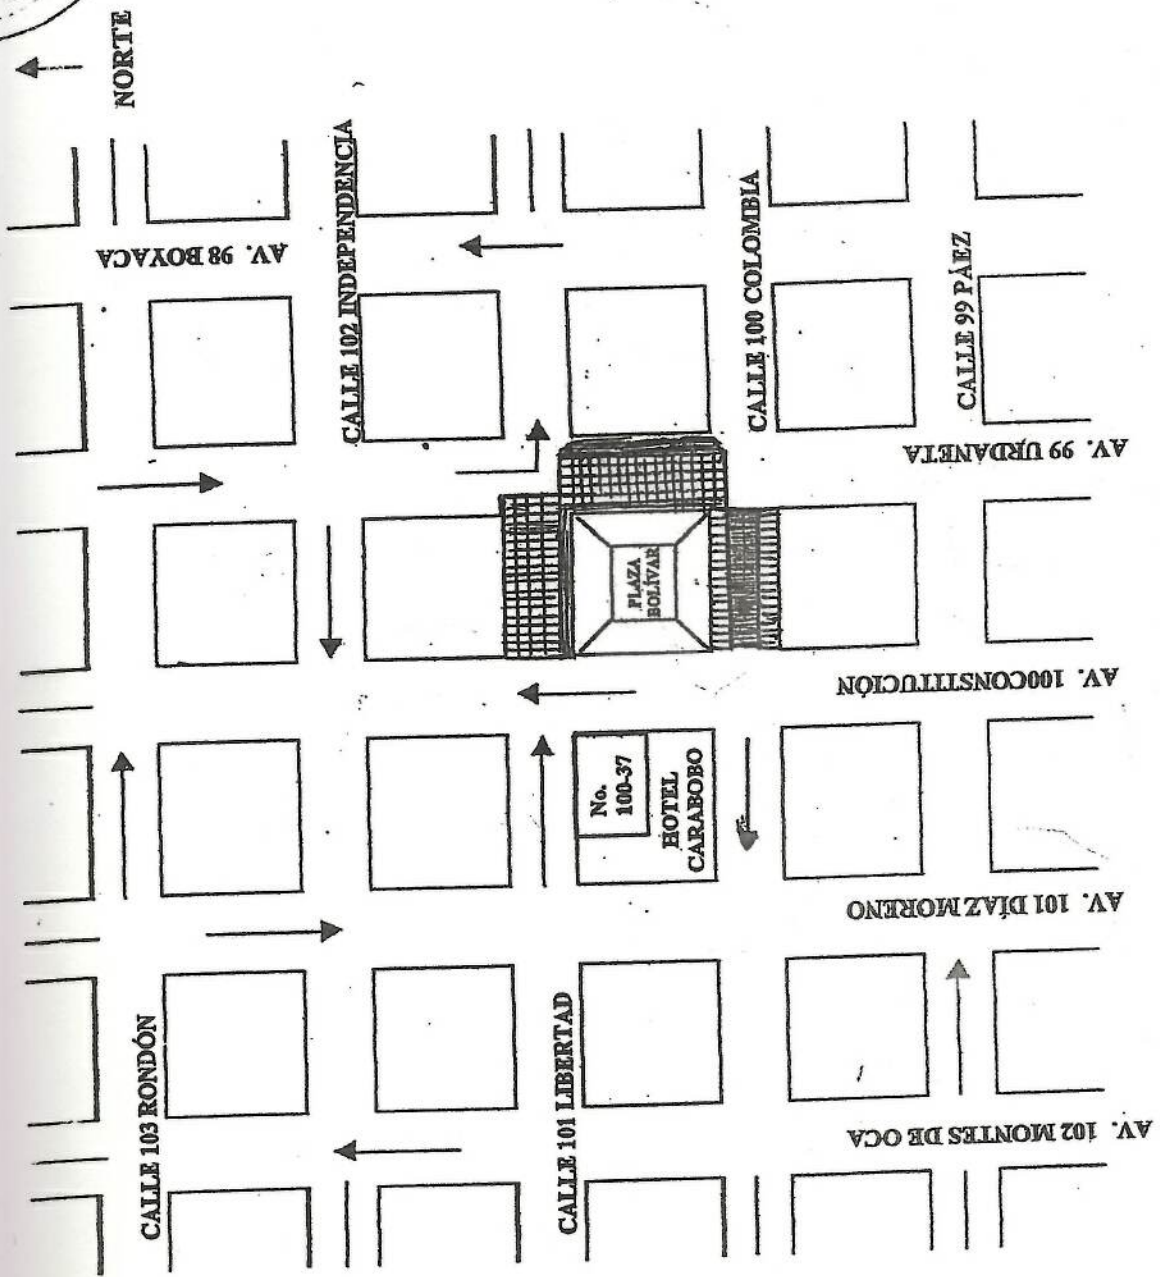 NORTE
CALLE 103 RONDÓN
CALLE 102 INDEPENDENCIA
CALLE 101 LIBERTAD
CALLE 100 COLOMBIA
CALLE 99 PÁEZ
AV. 98 BOYACA
AV. 99 URDANETA
AV. 100CONSTITUCIÓN
AV. 101 DÍAZ MORENO
AV. 102 MONTES DE OCA
PLAZA
BOLÍVAR
No.
100-37
HOTEL
CARABOBO